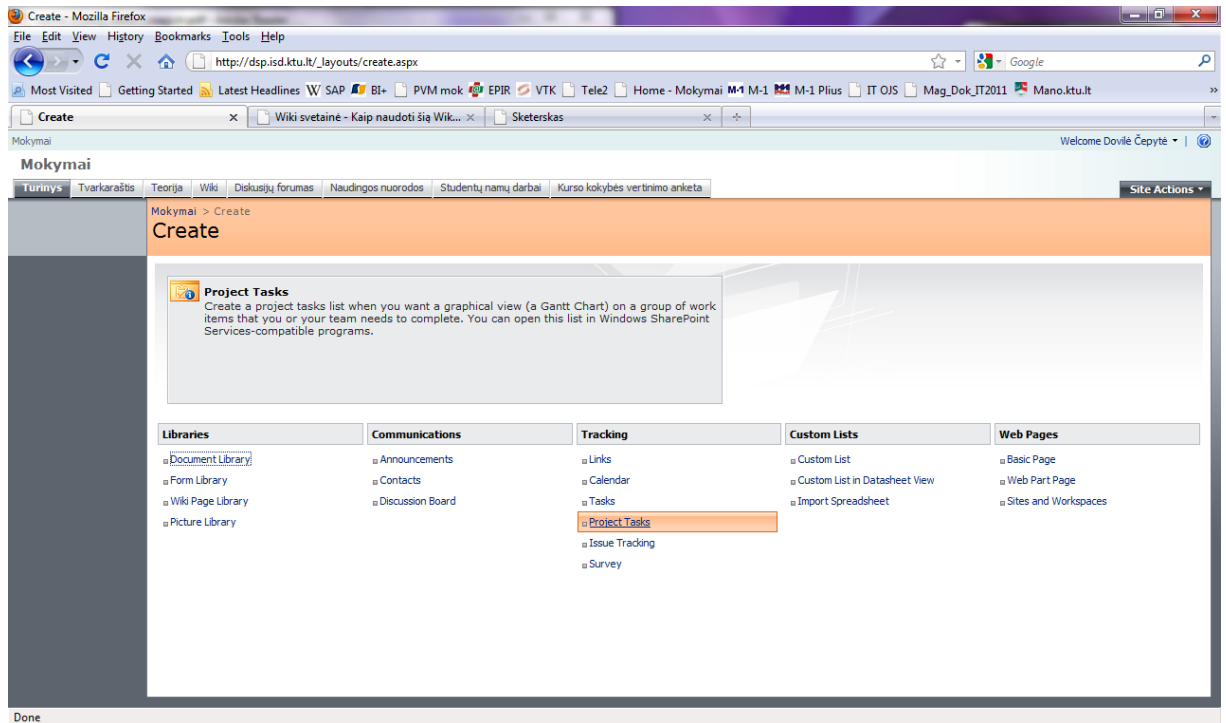 Create - Mozilla Firefox
File Edit View History Bookmarks Tools Help
http://dsp.isd.ktu.lt/_layouts/create.aspx
Google
Most Visited Getting Started Latest Headlines SAP BI+ PVM mok EPIR VTK Tele2 Home - Mokymai M-1 M-1 M-1 Plius IT OJS Mag_Dok_IT2011 Mano.ktu.lt »
Create Wiki svetainė - Kaip naudoti šią Wik... Sketerskas
Mokymai Welcome Dovilė Čepytė
Mokymai
Turinys Tvarkaraštis Teorija Wiki Diskusijų forumas Naudingos nuorodos Studentų namų darbai Kurso kokybės vertinimo anketa Site Actions
Mokymai > Create
Create
Project Tasks
Create a project tasks list when you want a graphical view (a Gantt Chart) on a group of work
items that you or your team needs to complete. You can open this list in Windows SharePoint
Services-compatible programs.
Libraries
Document Library
Form Library
Wiki Page Library
Picture Library
Communications
Announcements
Contacts
Discussion Board
Tracking
Links
Calendar
Tasks
Project Tasks
Issue Tracking
Survey
Custom Lists
Custom List
Custom List in Datasheet View
Import Spreadsheet
Web Pages
Basic Page
Web Part Page
Sites and Workspaces
Done